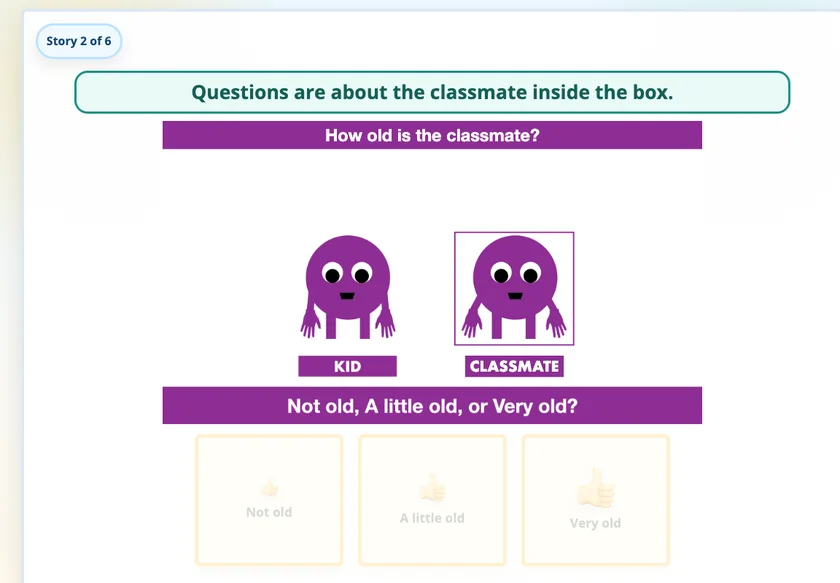 Story 2 of 6
Questions are about the classmate inside the box.
How old is the classmate?
KID
CLASSMATE
Not old, A little old, or Very old?
Not old
A little old
Very old